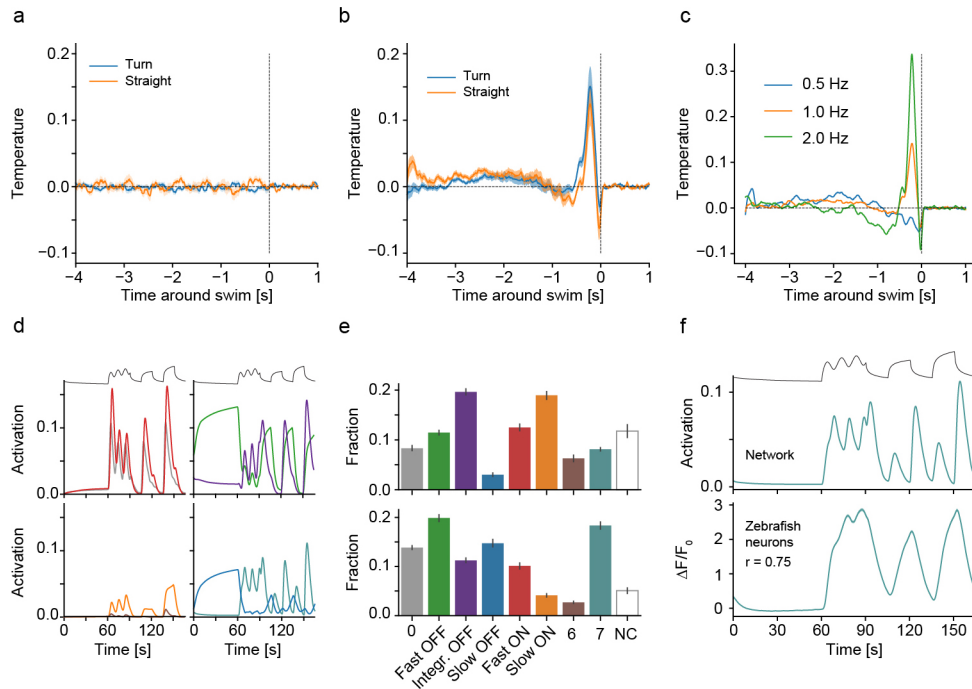 a
b
c
Temperature
0.2
0.1
0.0
−0.1
Turn
Straight
−4
−3
−2
−1
0
1
Time around swim [s]
Temperature
0.2
0.1
0.0
−0.1
Turn
Straight
−4
−3
−2
−1
0
1
Time around swim [s]
Temperature
0.3
0.2
0.1
0.0
−0.1
0.5 Hz
1.0 Hz
2.0 Hz
−4
−3
−2
−1
0
1
Time around swim [s]
d
e
f
Activation
0.1
0.0
Activation
0.1
0
0
60
120
0
60
120
Time [s]
Fraction
0.2
0.1
0.0
Fraction
0.2
0.1
0.0
0
Fast OFF
Integr. OFF
Slow OFF
Fast ON
Slow ON
6
7
NC
Activation
0.1
0.0
Network
ΔF/F0
3
2
1
0
Zebrafish
neurons
r = 0.75
0
30
60
90
120
150
Time [s]